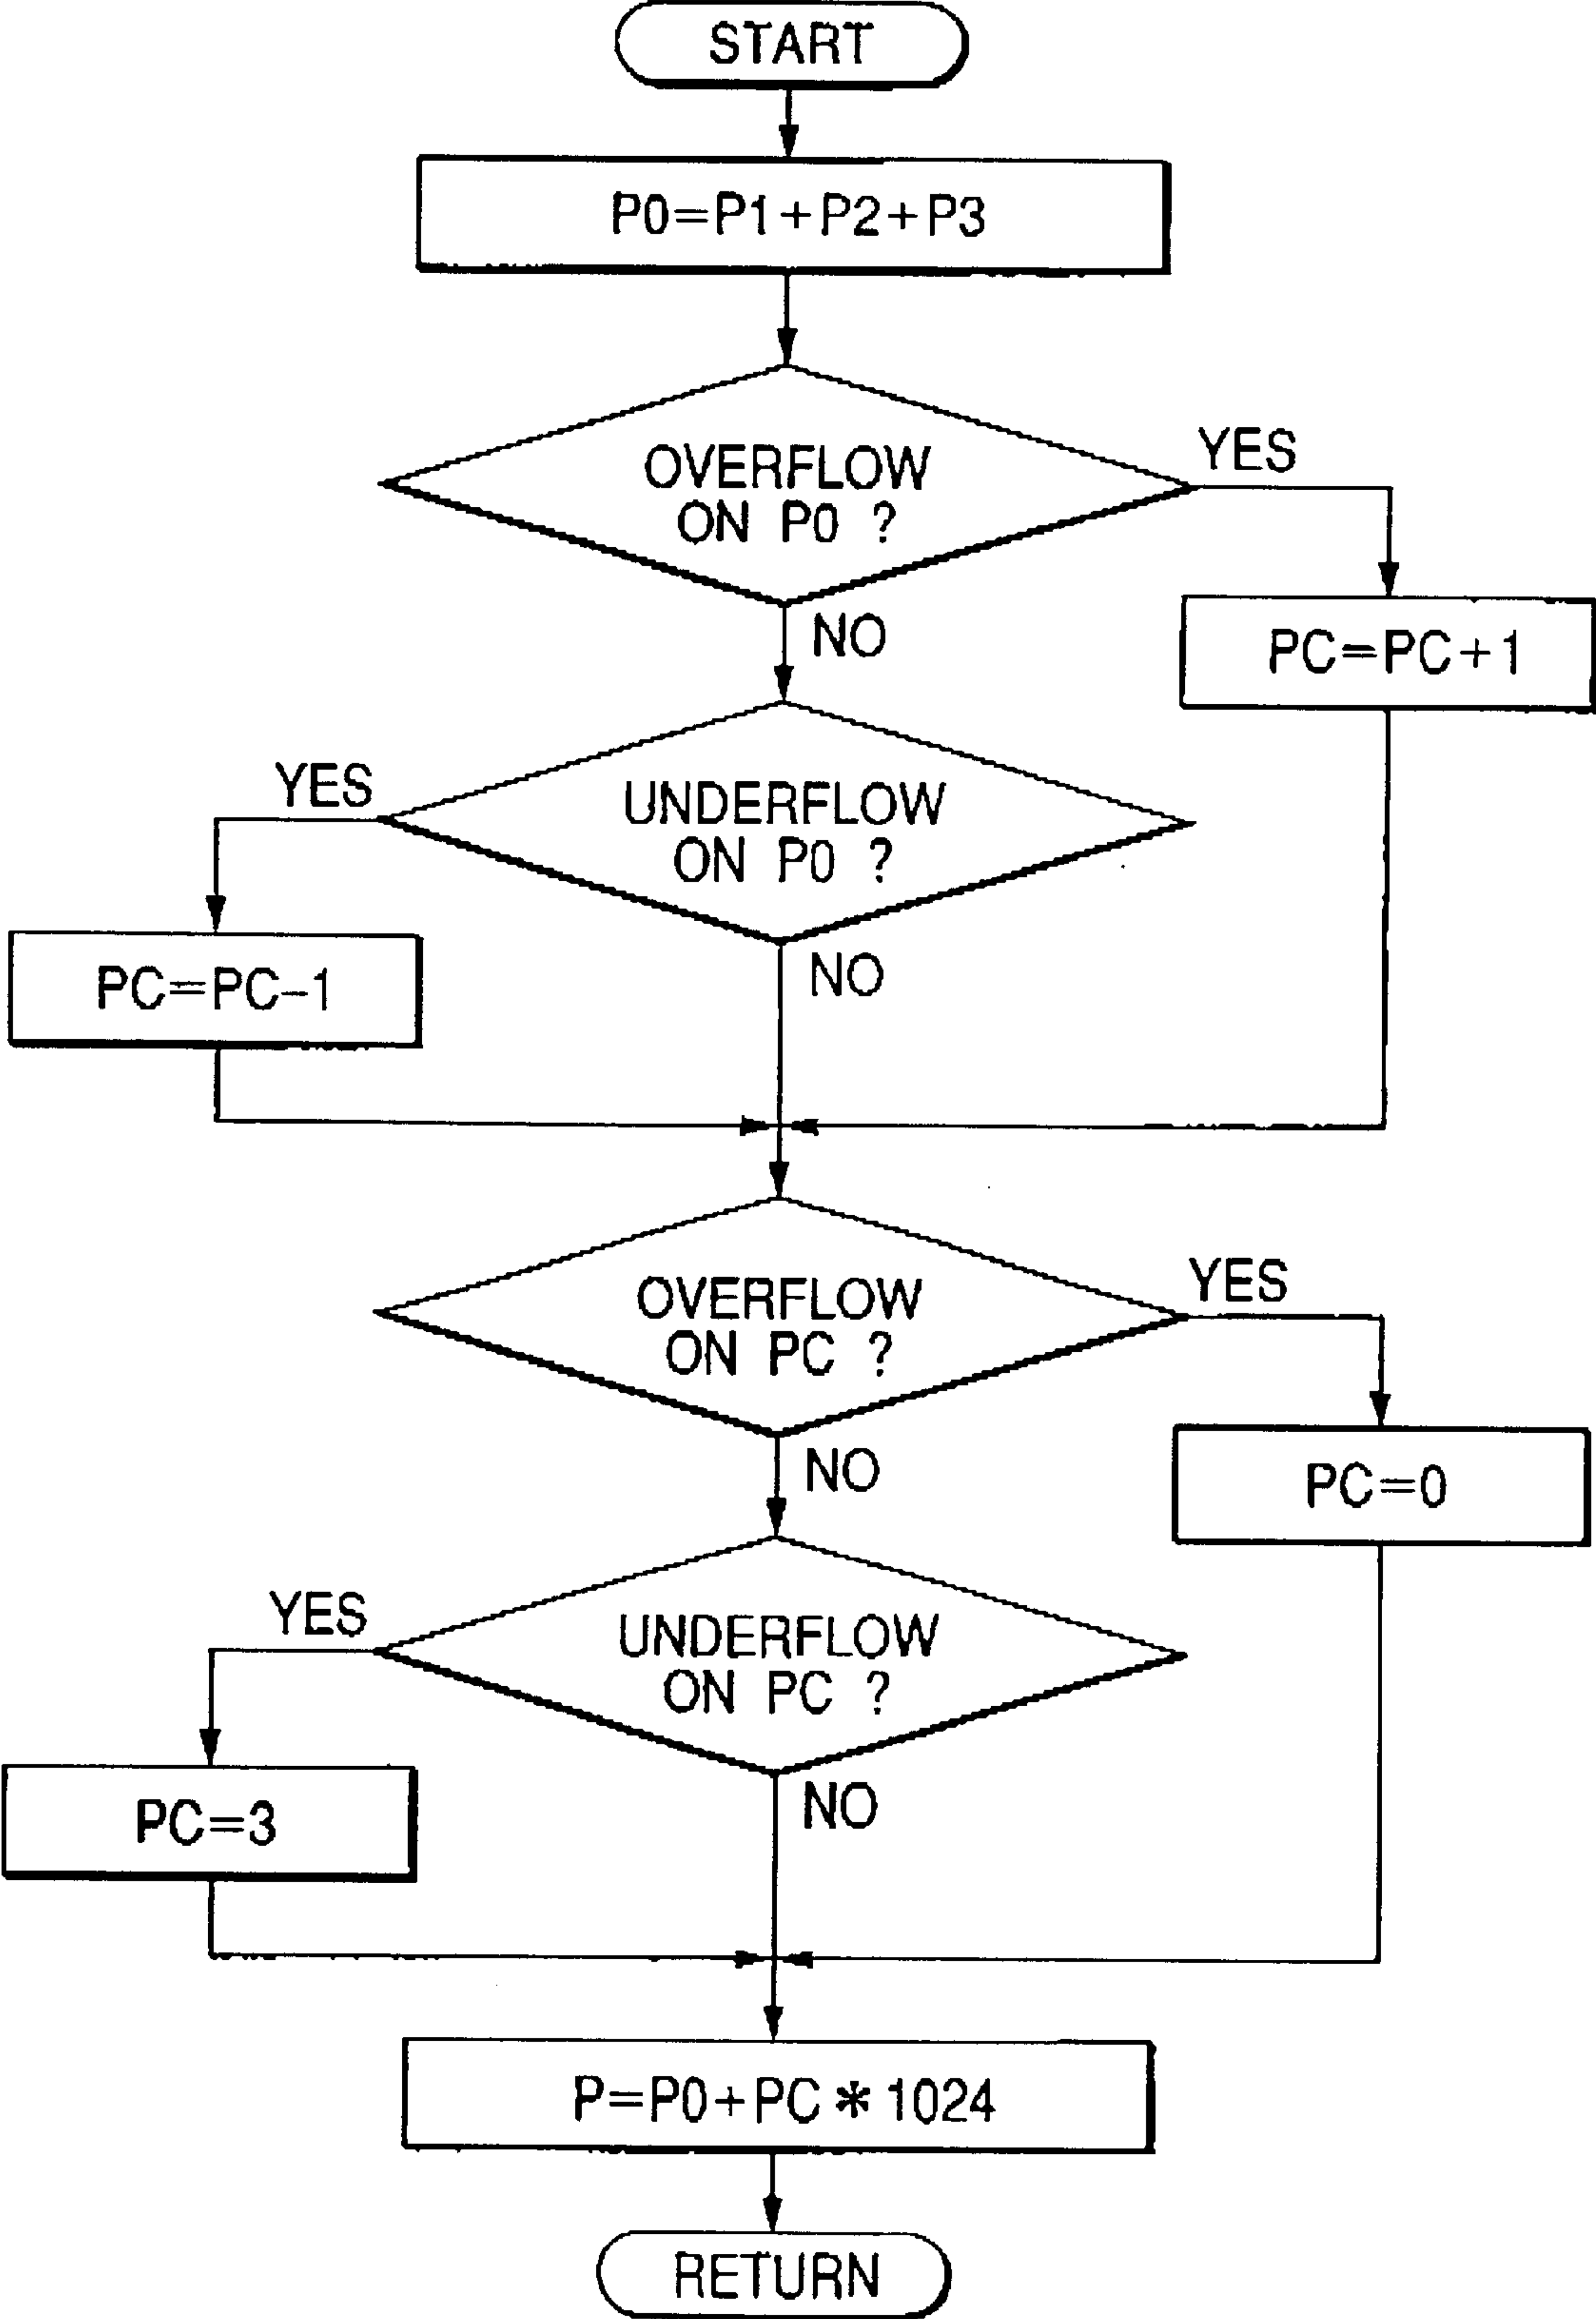 START
P0=P1+P2+P3
OVERFLOW
ON P0 ?
YES
NO
PC=PC+1
UNDERFLOW
ON P0 ?
YES
NO
PC=PC-1
OVERFLOW
ON PC ?
YES
NO
PC=0
UNDERFLOW
ON PC ?
YES
NO
PC=3
P=P0+PC*1024
RETURN